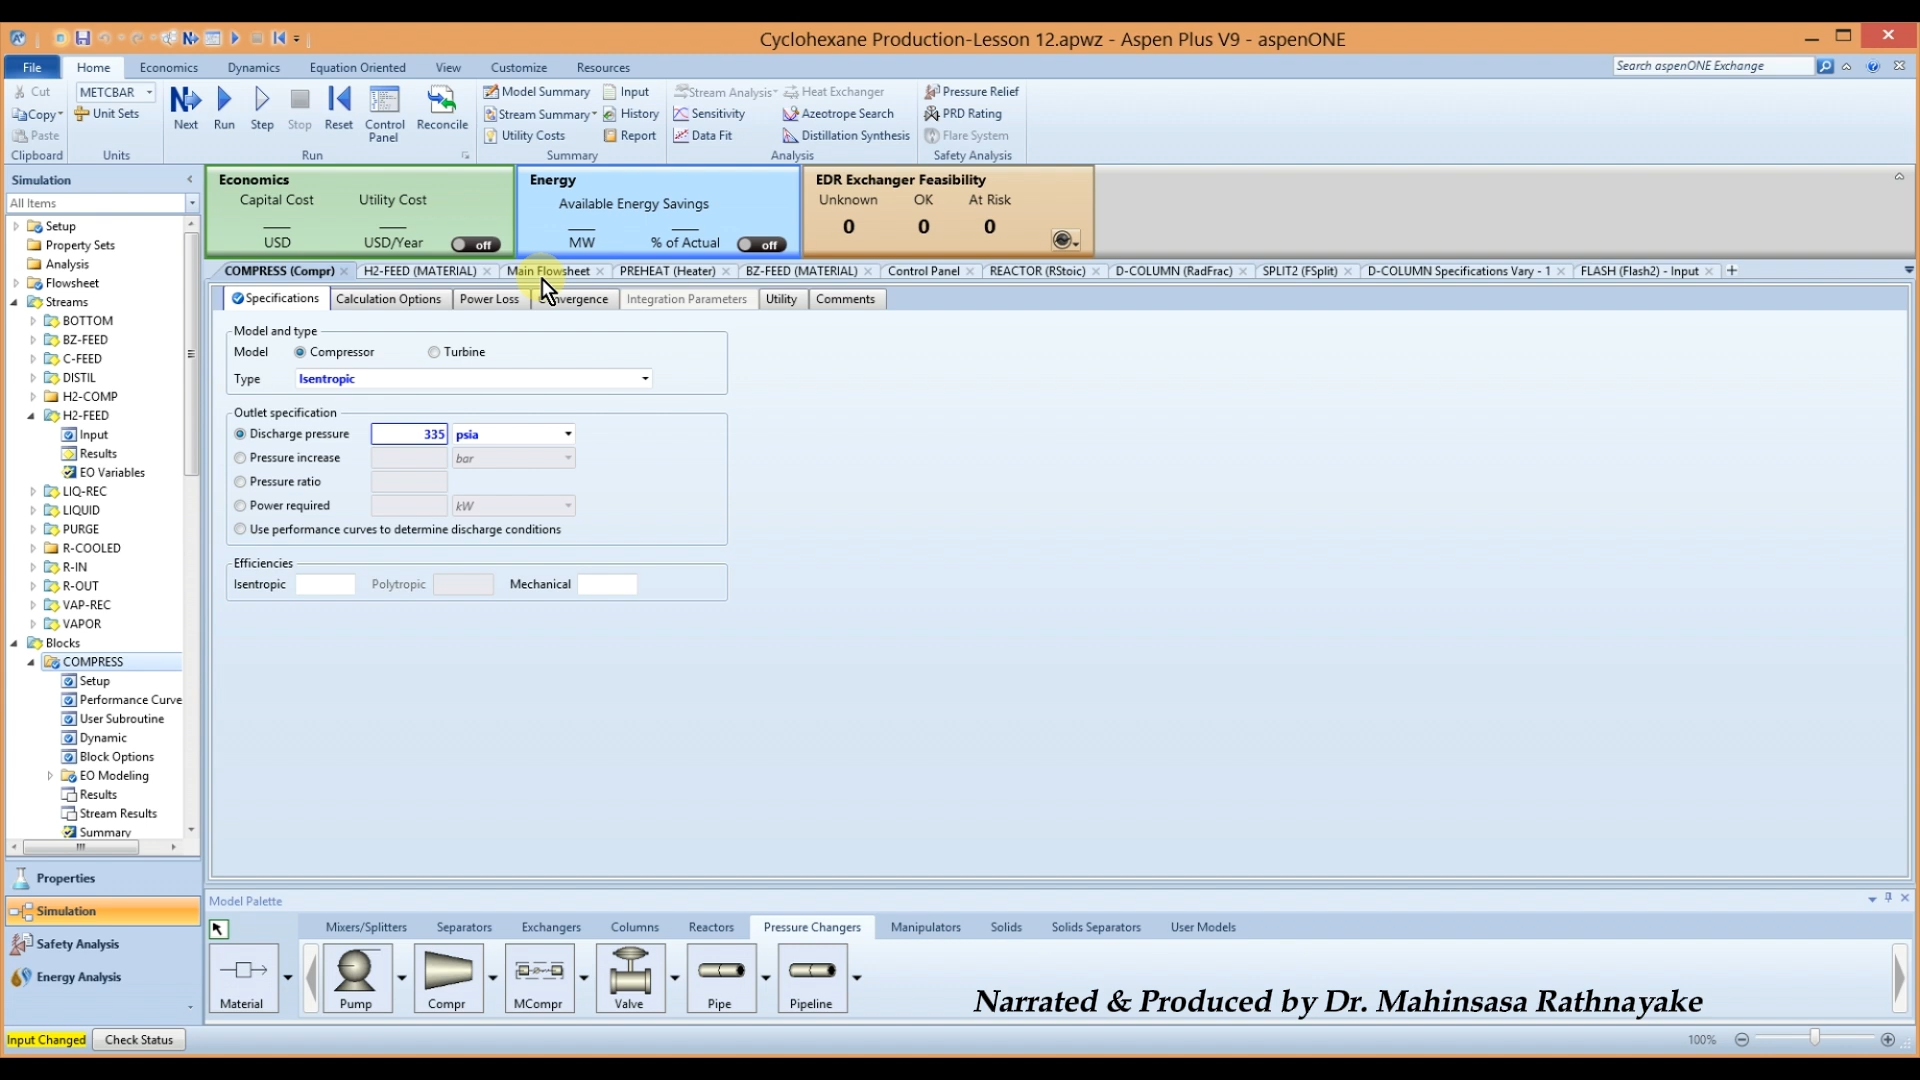 Cyclohexane Production-Lesson 12.apwz - Aspen Plus V9 - aspenONE
File Home Economics Dynamics Equation Oriented View Customize Resources Search aspenONE Exchange
Cut METCBAR Model Summary Input Stream Analysis Heat Exchanger Pressure Relief
Copy Unit Sets Stream Summary History Sensitivity Azeotrope Search PRD Rating
Next Run Step Stop Reset Control Panel Reconcile
Paste Utility Costs Report Data Fit Distillation Synthesis Flare System
Clipboard Units Run Summary Analysis Safety Analysis
Simulation
All Items
Economics
Capital Cost Utility Cost
USD USD/Year off
Energy
Available Energy Savings
MW % of Actual off
EDR Exchanger Feasibility
Unknown OK At Risk
0 0 0
COMPRESS (Compr) H2-FEED (MATERIAL) Main Flowsheet PREHEAT (Heater) BZ-FEED (MATERIAL) Control Panel REACTOR (RStoic) D-COLUMN (RadFrac) SPLIT2 (FSplit) D-COLUMN Specifications Vary - 1 FLASH (Flash2) - Input
Specifications Calculation Options Power Loss Convergence Integration Parameters Utility Comments
Setup
Property Sets
Analysis
Flowsheet
Streams
BOTTOM
BZ-FEED
C-FEED
DISTIL
H2-COMP
H2-FEED
Input
Results
EO Variables
LIQ-REC
LIQUID
PURGE
R-COOLED
R-IN
R-OUT
VAP-REC
VAPOR
Blocks
COMPRESS
Setup
Performance Curve
User Subroutine
Dynamic
Block Options
EO Modeling
Results
Stream Results
Summary
Model and type
Model Compressor Turbine
Type Isentropic
Outlet specification
Discharge pressure 335 psia
Pressure increase bar
Pressure ratio
Power required kW
Use performance curves to determine discharge conditions
Efficiencies
Isentropic Polytropic Mechanical
Properties
Simulation
Safety Analysis
Energy Analysis
Model Palette
Mixers/Splitters Separators Exchangers Columns Reactors Pressure Changers Manipulators Solids Solids Separators User Models
Material Pump Compr MCompr Valve Pipe Pipeline
Narrated & Produced by Dr. Mahinsasa Rathnayake
Input Changed Check Status 100%